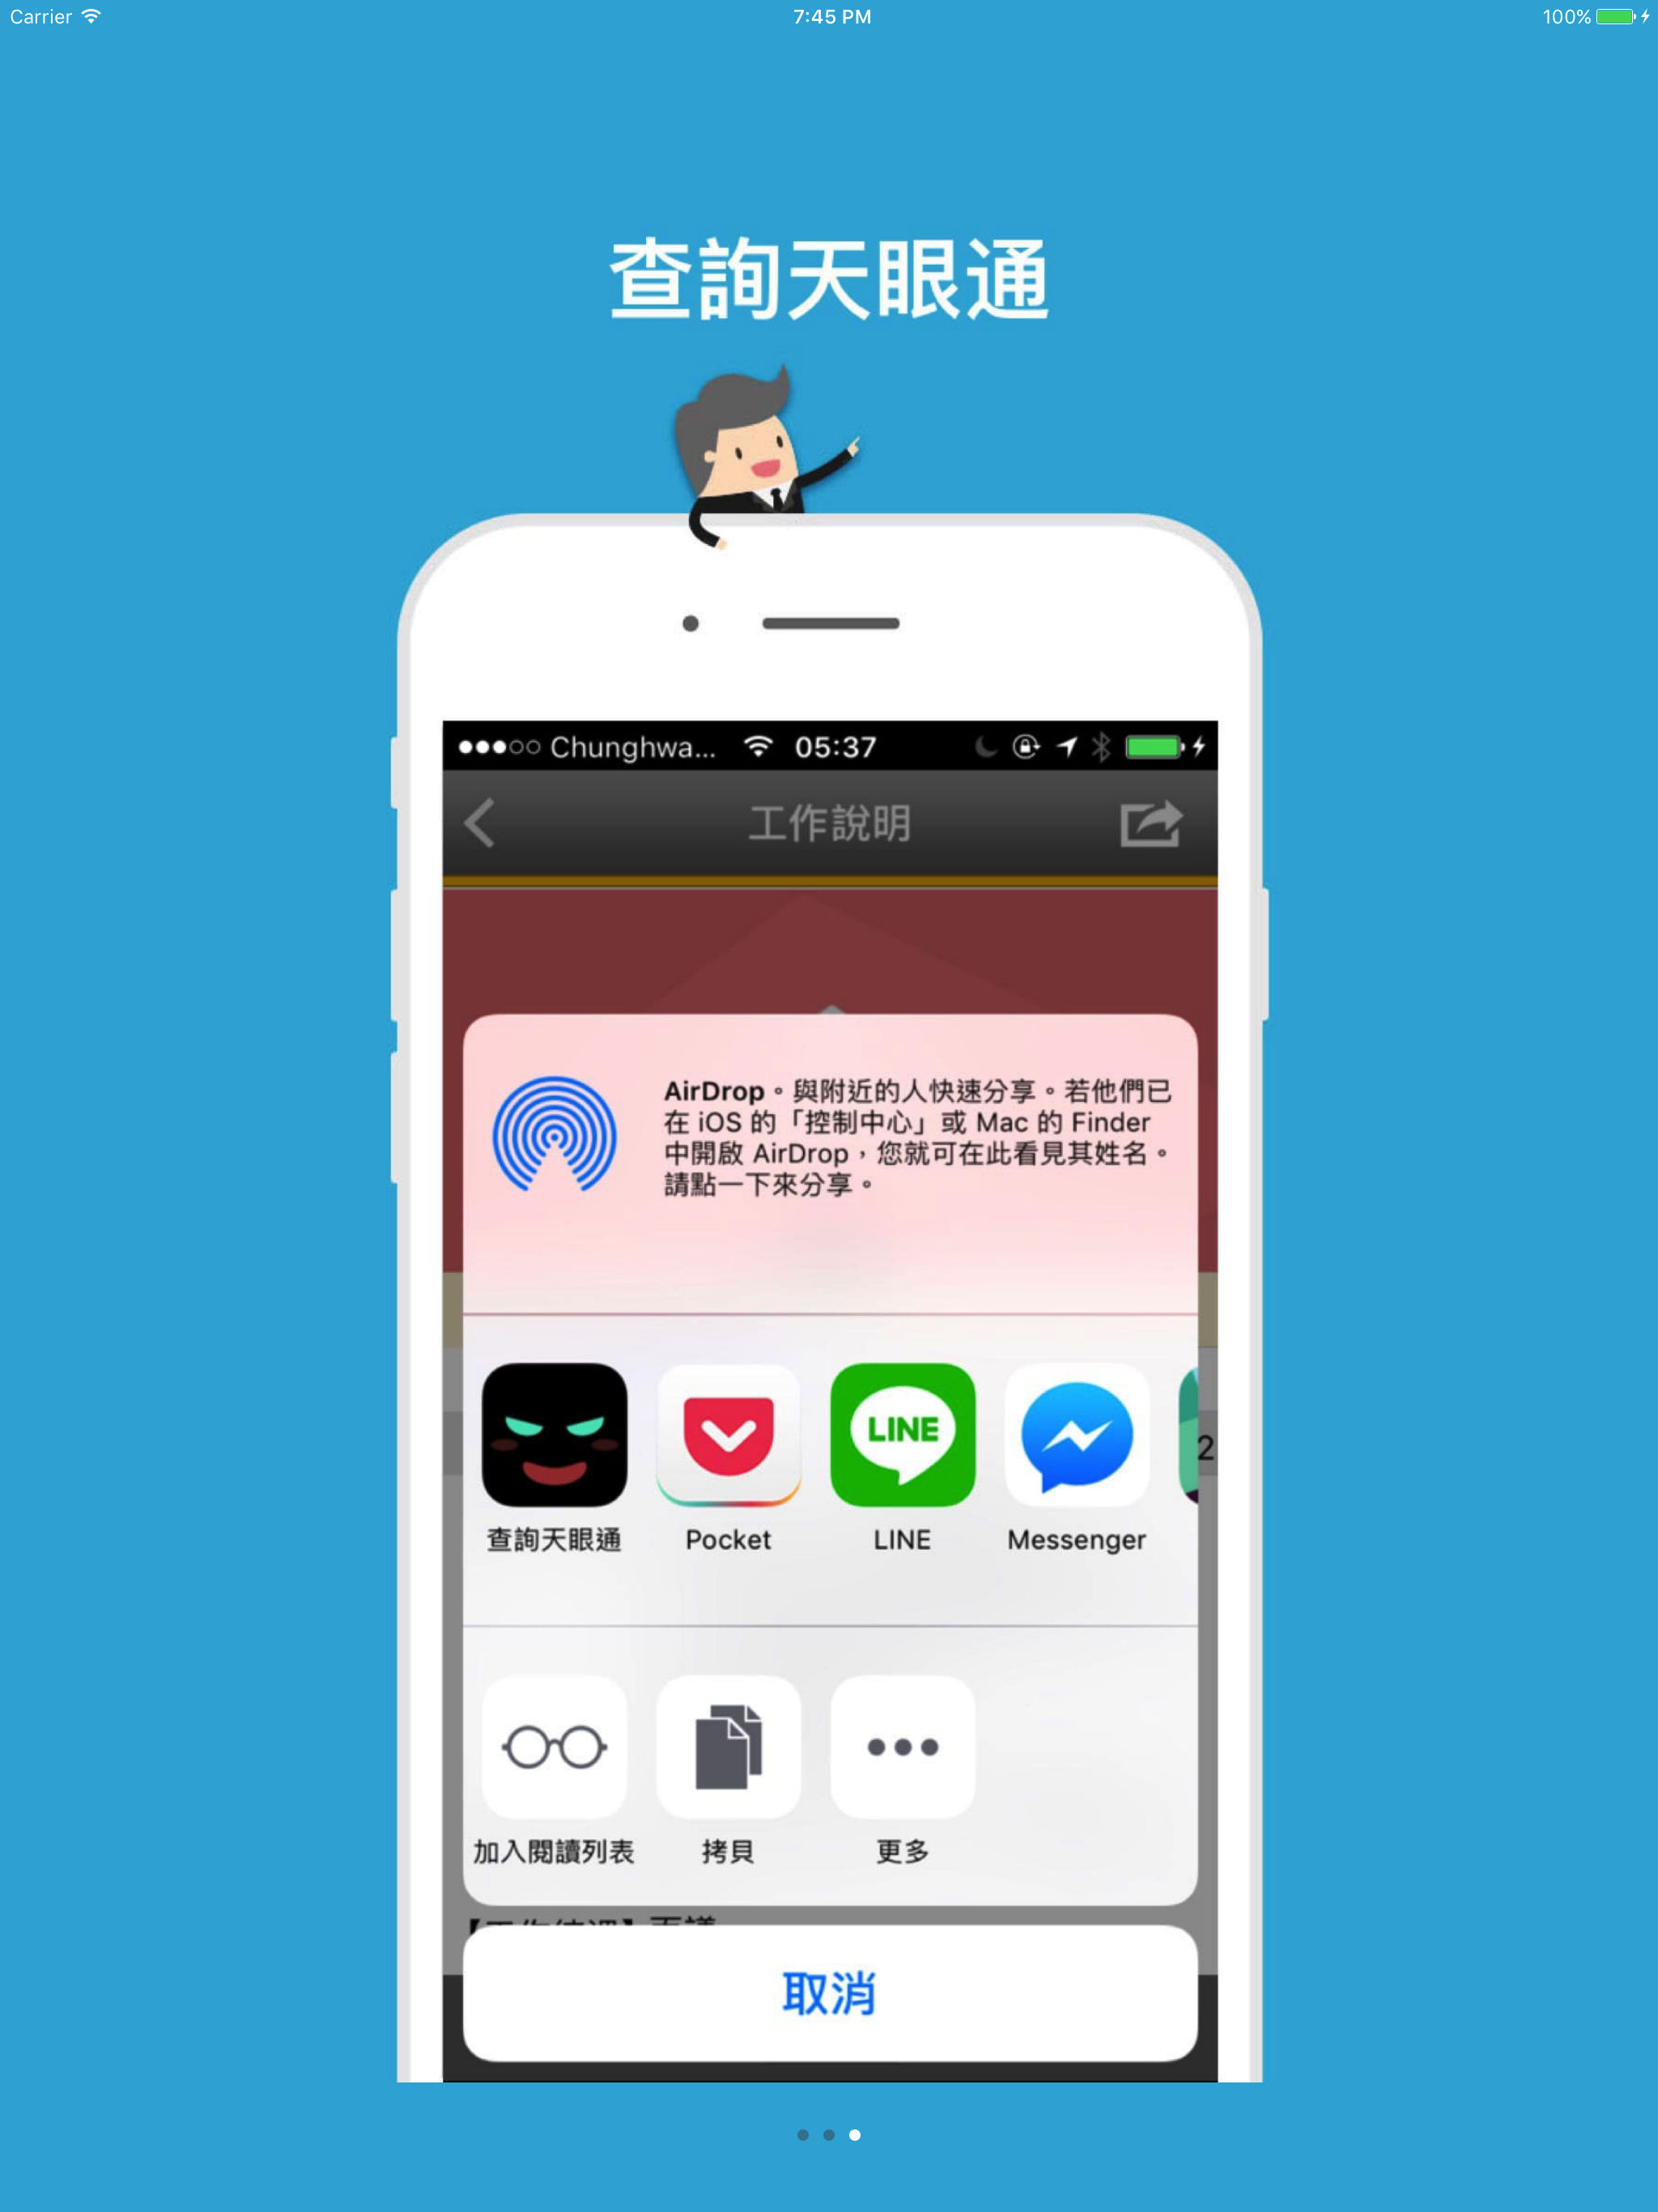 Carrier 7:45 PM 100%
查詢天眼通
Chunghwa... 05:37
工作說明
AirDrop。與附近的人快速分享。若他們已
在 iOS 的「控制中心」或 Mac 的 Finder
中開啟 AirDrop，您就可在此看見其姓名。
請點一下來分享。
LINE
2
查詢天眼通 Pocket LINE Messenger
加入閱讀列表 拷貝 更多
取消